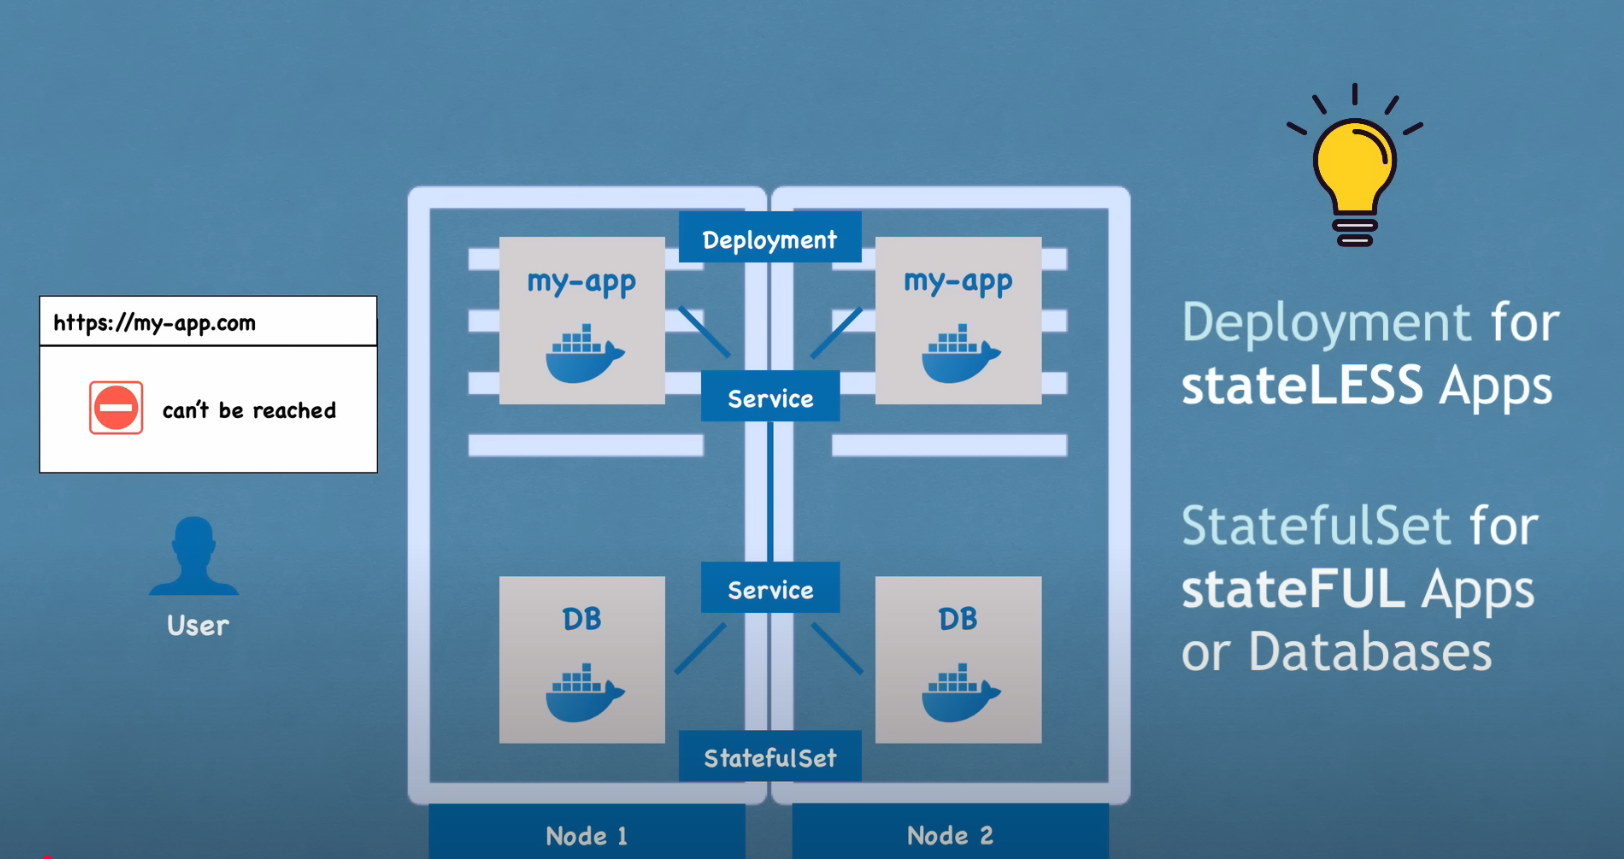 https://my-app.com
can't be reached
User
Deployment
my-app
my-app
Service
Service
DB
DB
StatefulSet
Node 1
Node 2
Deployment for
stateLESS Apps
StatefulSet for
stateFUL Apps
or Databases